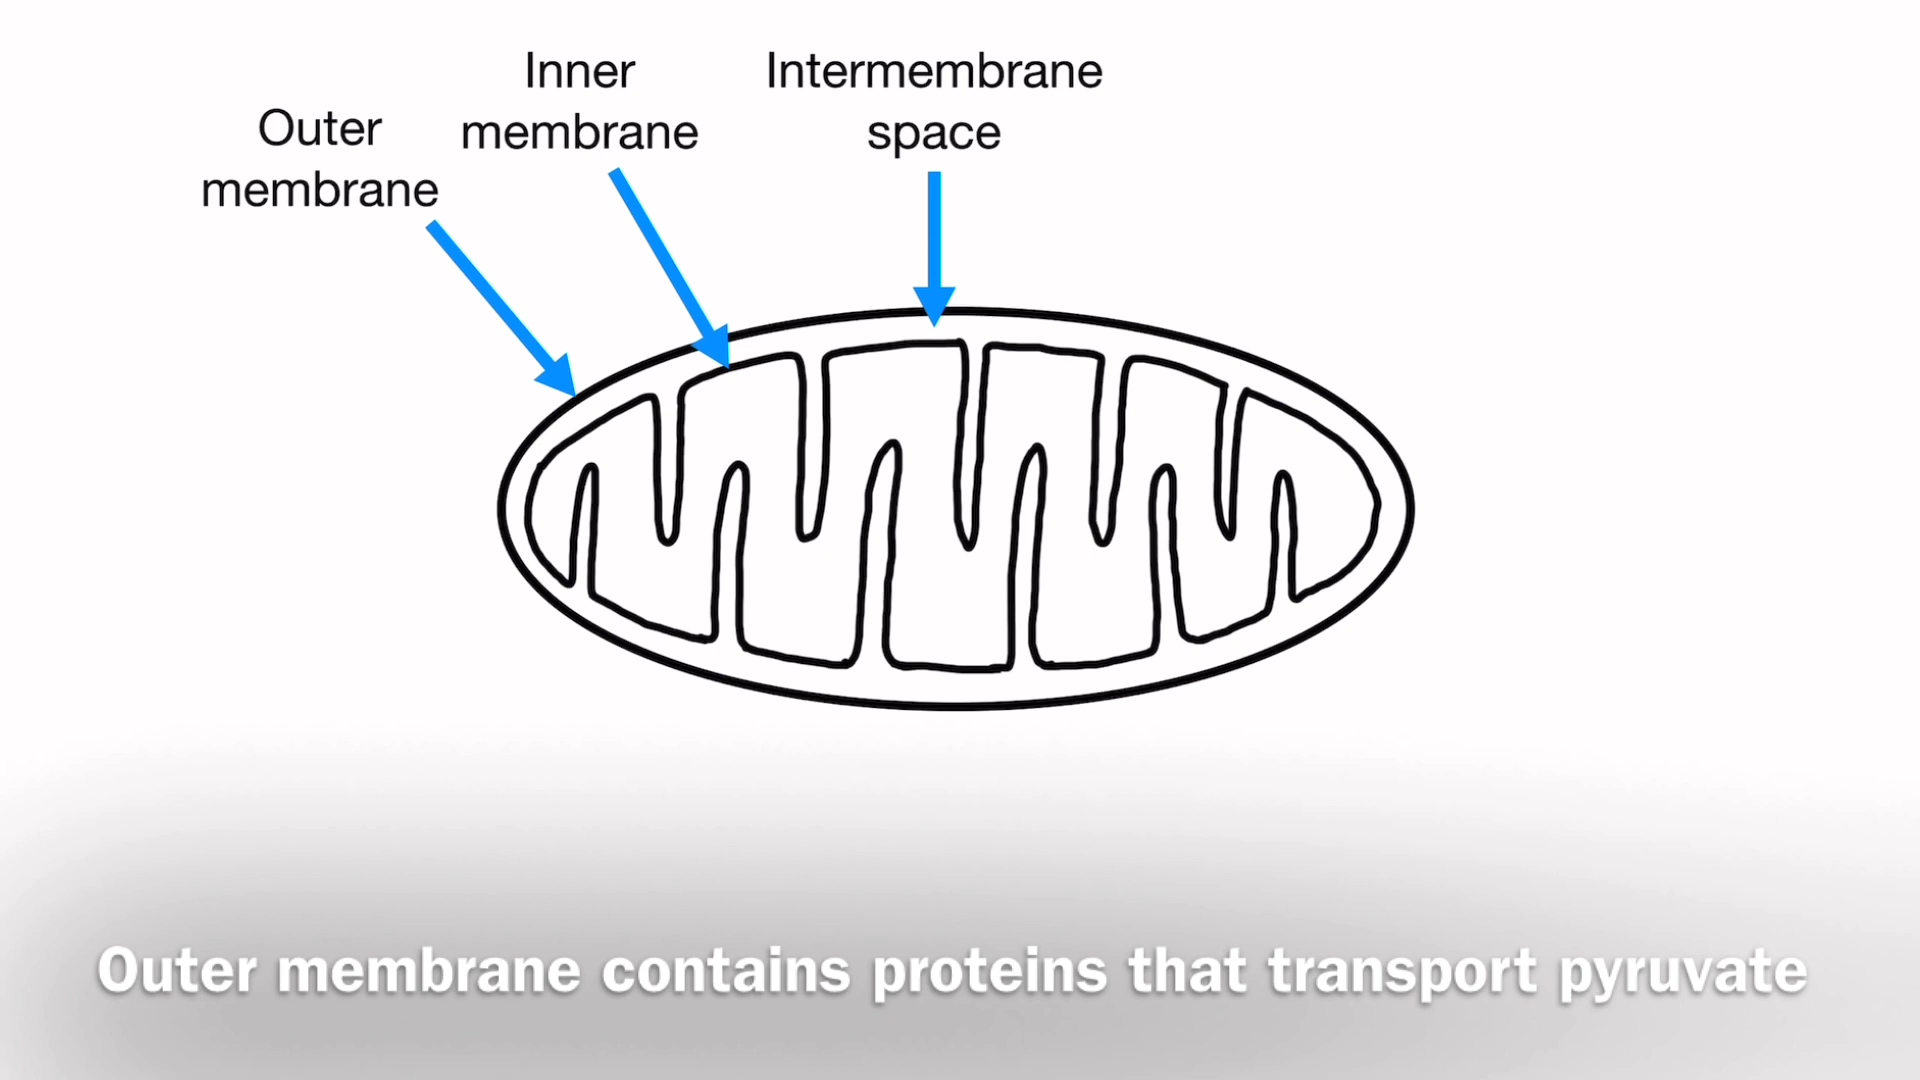 Outer
membrane
Inner
membrane
Intermembrane
space
Outer membrane contains proteins that transport pyruvate